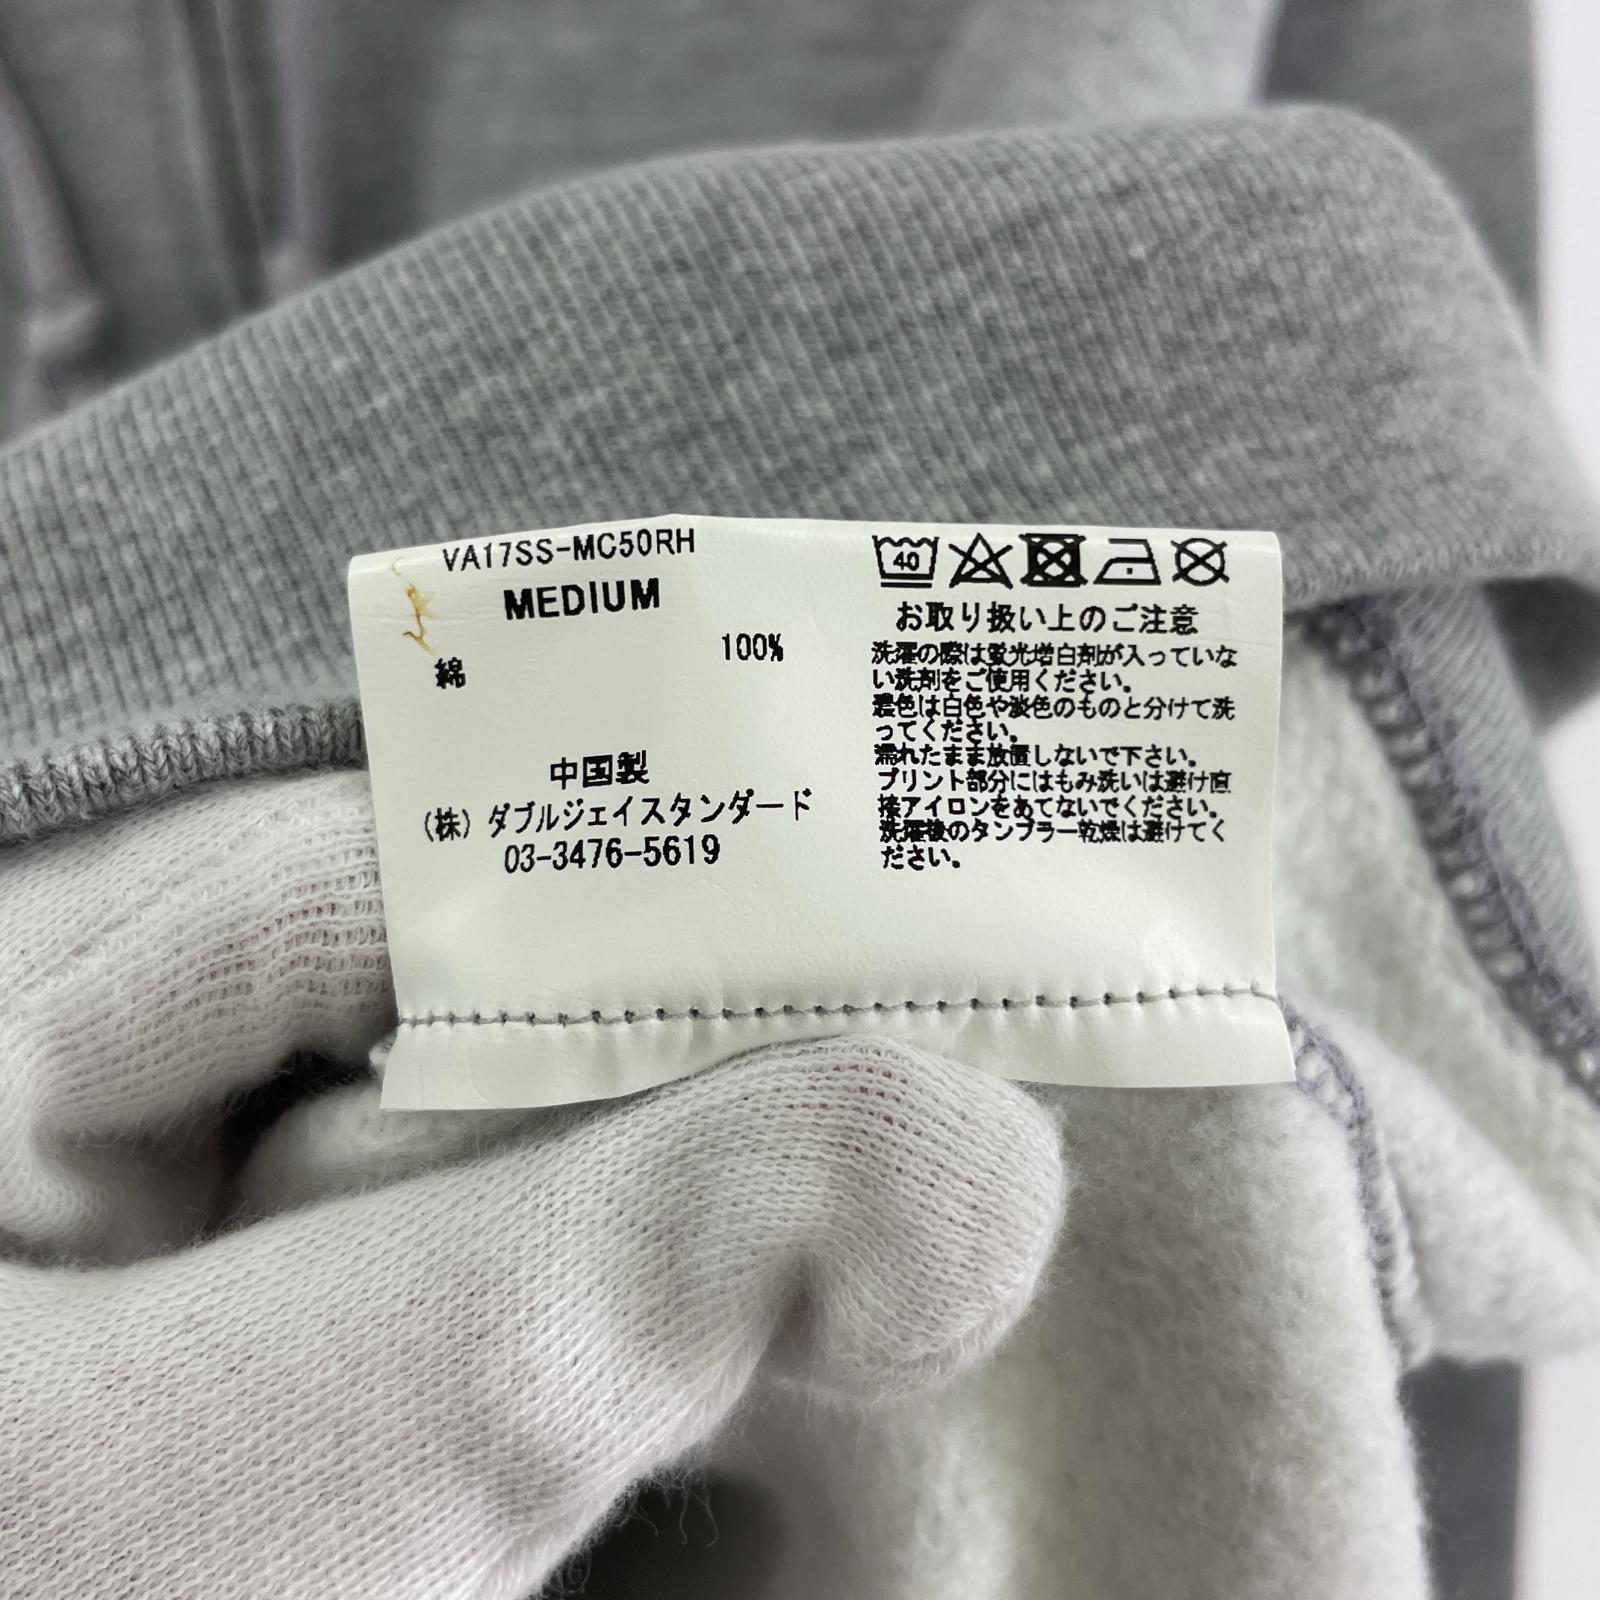 VA17SS-MC50RH
MEDIUM
綿 100%
中国製
(株) ダブルジェイスタンダード
03-3476-5619
40
お取り扱い上のご注意
洗濯の際は蛍光増白剤が入っていな
い洗剤をご使用ください。
濃色は白色や淡色のものと分けて洗
ってください。
濡れたまま放置しないで下さい。
プリント部分にはもみ洗いは避け直
接アイロンをあてないでください。
洗濯後のタンブラー乾燥は避けてく
ださい。